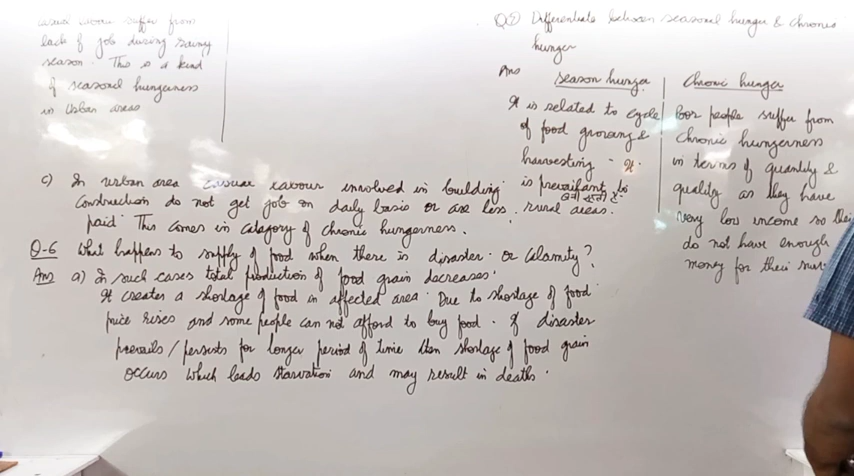 casual labour suffer from
lack of job during rainy
season. This is a kind
of seasonal hungerness
in Urban areas
c) In urban area casual labour involved in building
construction do not get job on daily basis or are less
paid. This comes in category of chronic hungerness.
Q-6 What happens to supply of food when there is disaster or calamity?
Ans a) In such cases total production of food grain decreases.
It creates a shortage of food in affected area. Due to shortage of food
price rises and some people can not afford to buy food. If disaster
prevails/persists for longer period of time then shortage of food grain
occurs which leads starvation and may result in deaths.
Differentiate between seasonal hunger & chronic
hunger
Ans
season hunger
It is related to cycle
of food growing &
harvesting. It
is prevailant in
rural areas.
Chronic hunger
Poor people suffer from
chronic hungerness
in terms of quantity &
quality as they have
very low income so their
do not have enough
money for their